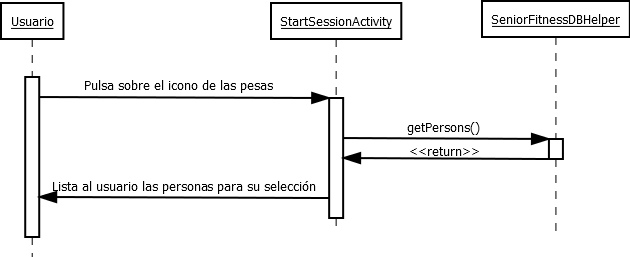 Usuario
StartSessionActivity
SeniorFitnessDBHelper
Pulsa sobre el icono de las pesas
getPersons()
<<return>>
Lista al usuario las personas para su selección